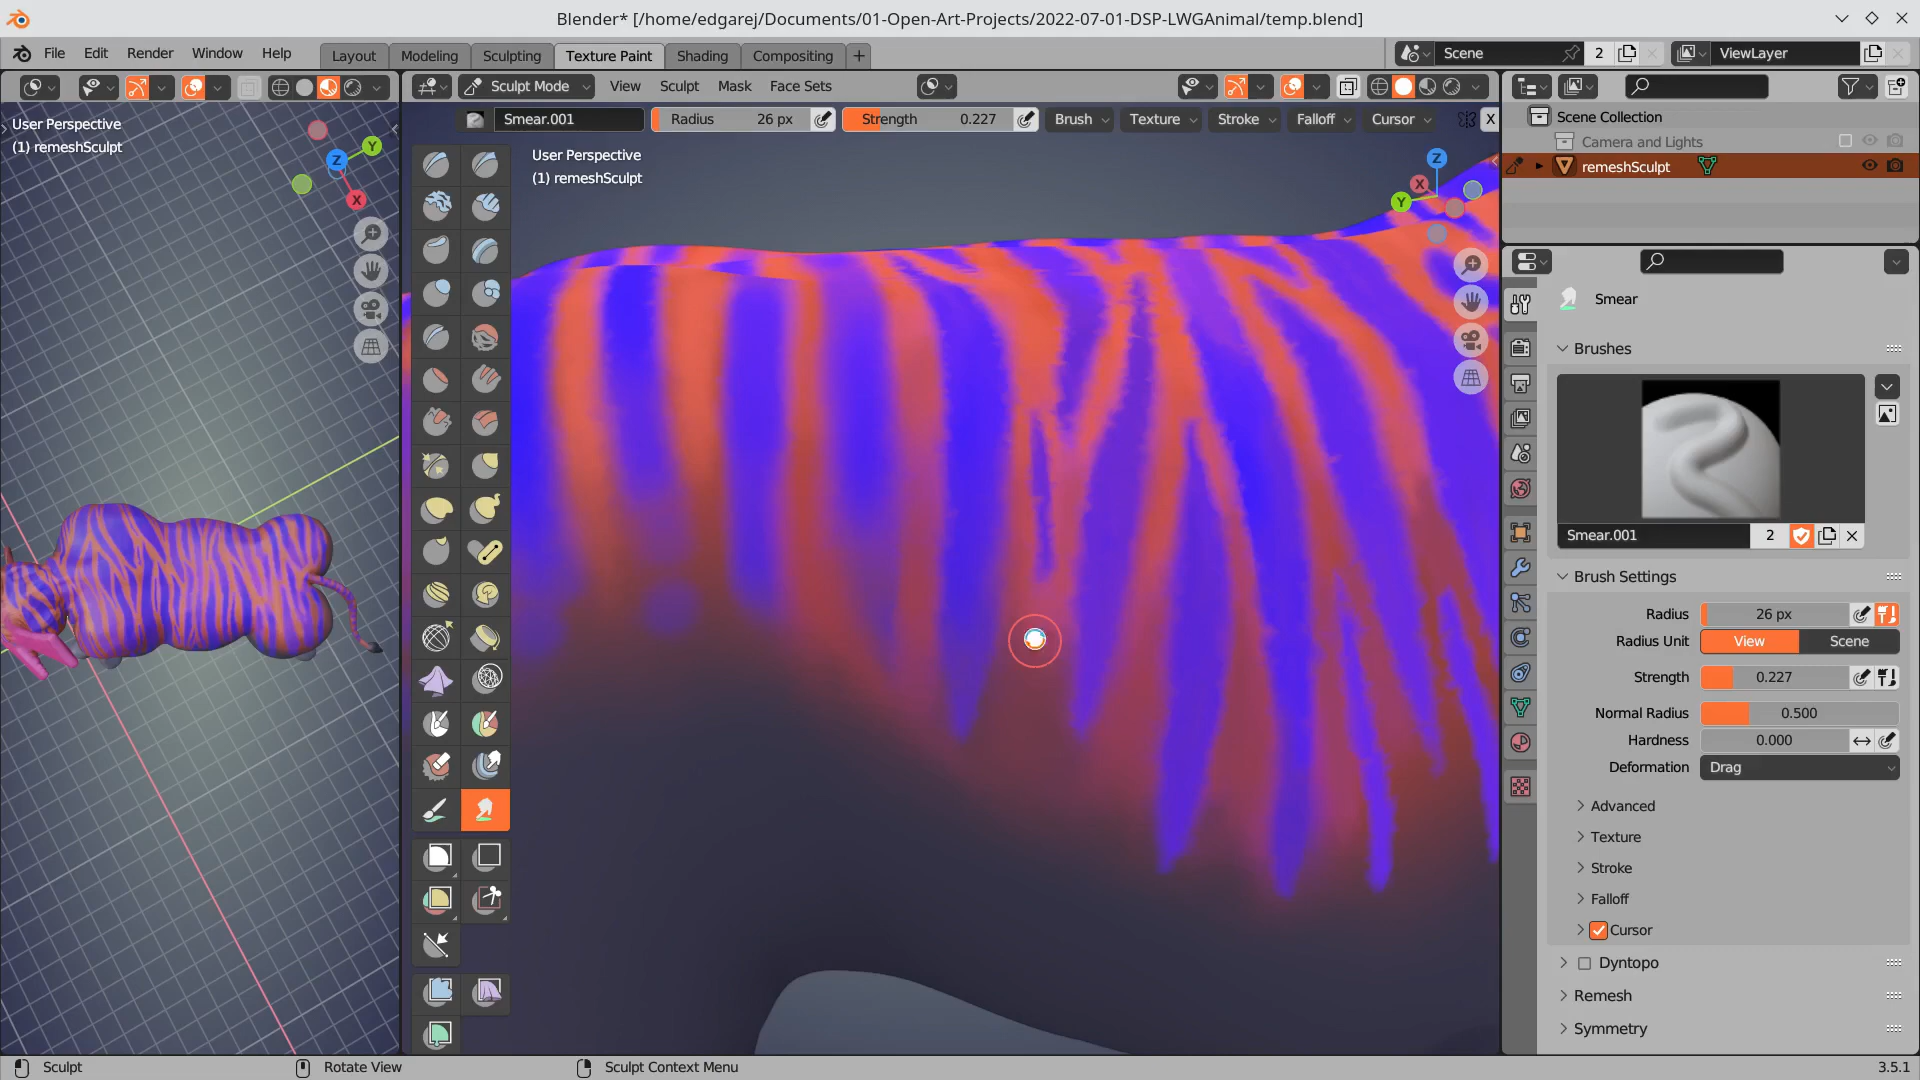 Blender* [/home/edgarej/Documents/01-Open-Art-Projects/2022-07-01-DSP-LWGAnimal/temp.blend]
File Edit Render Window Help Layout Modeling Sculpting Texture Paint Shading Compositing + Scene 2 ViewLayer
Sculpt Mode View Sculpt Mask Face Sets
Smear.001 Radius 26 px Strength 0.227 Brush Texture Stroke Falloff Cursor X
User Perspective
(1) remeshSculpt
Z Y X
User Perspective
(1) remeshSculpt
Z X Y
Scene Collection
Camera and Lights
remeshSculpt
Smear
Brushes
Smear.001 2
Brush Settings
Radius 26 px
Radius Unit View Scene
Strength 0.227
Normal Radius 0.500
Hardness 0.000
Deformation Drag
Advanced
Texture
Stroke
Falloff
Cursor
Dyntopo
Remesh
Symmetry
Sculpt Rotate View Sculpt Context Menu 3.5.1